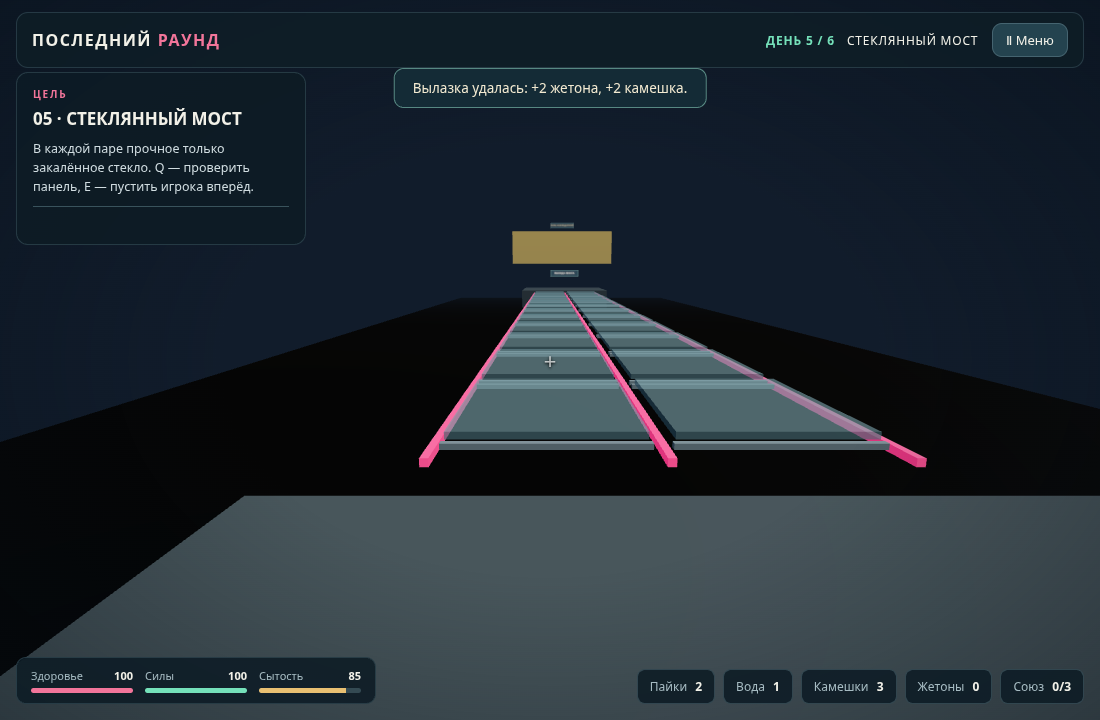 ПОСЛЕДНИЙ РАУНД
ДЕНЬ 5 / 6 СТЕКЛЯННЫЙ МОСТ
Ⅱ Меню
Вылазка удалась: +2 жетона, +2 камешка.
ЦЕЛЬ
05 · СТЕКЛЯННЫЙ МОСТ
В каждой паре прочное только
закалённое стекло. Q — проверить
панель, E — пустить игрока вперёд.
Здоровье 100
Силы 100
Сытость 85
Пайки 2
Вода 1
Камешки 3
Жетоны 0
Союз 0/3